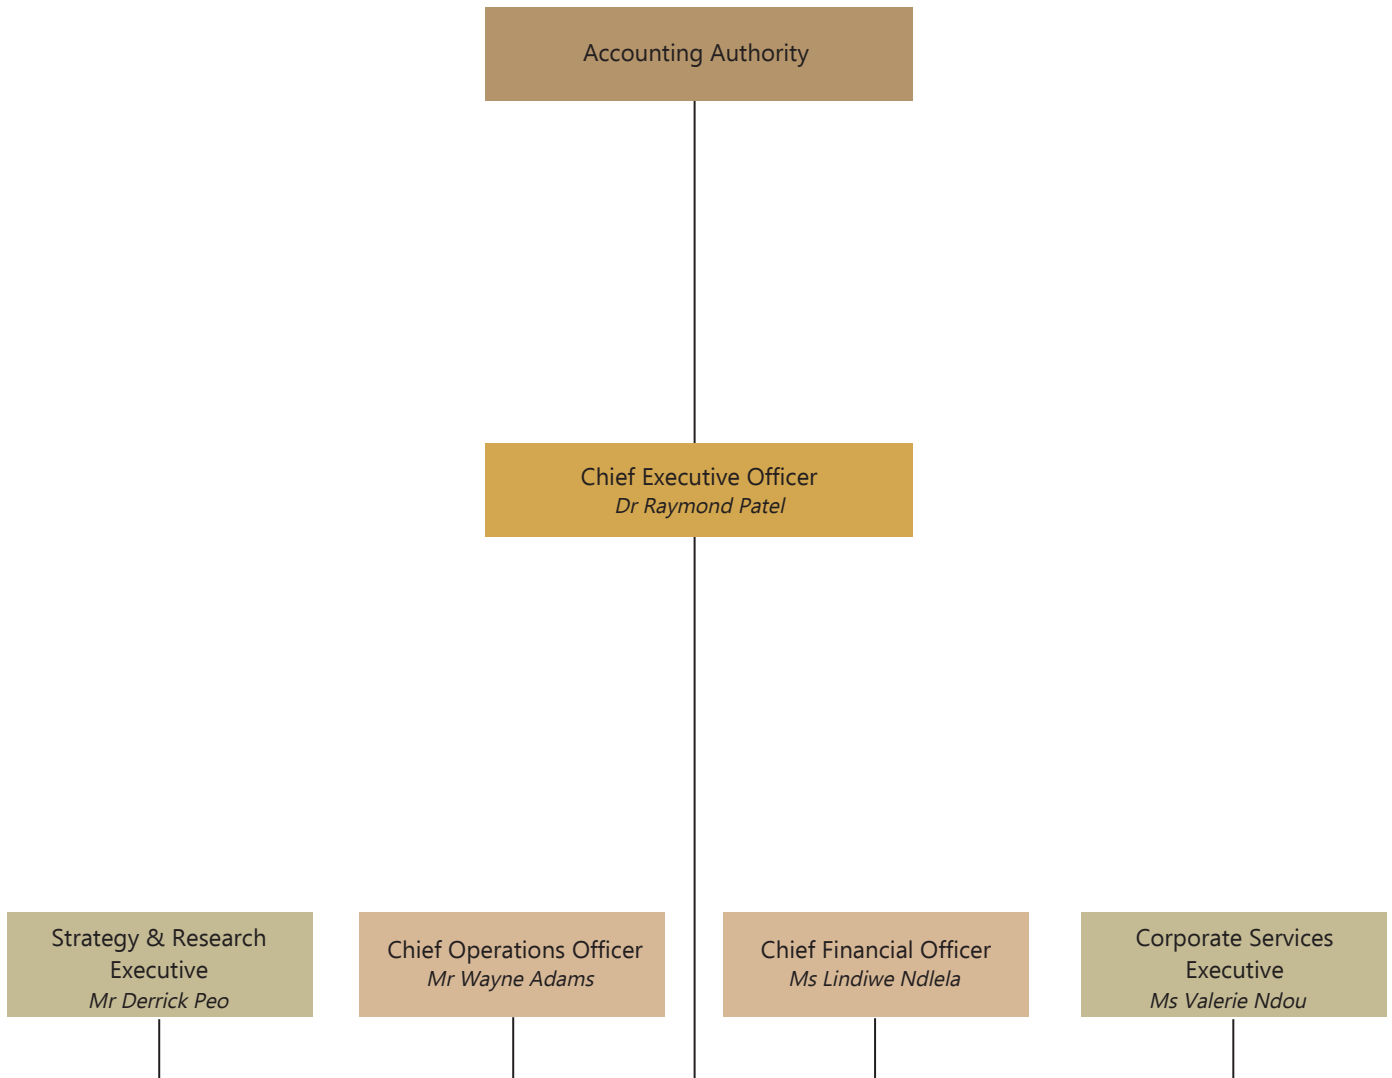 Accounting Authority
Chief Executive Officer
Dr Raymond Patel
Strategy & Research
Executive
Mr Derrick Peo
Chief Operations Officer
Mr Wayne Adams
Chief Financial Officer
Ms Lindiwe Ndlela
Corporate Services
Executive
Ms Valerie Ndou